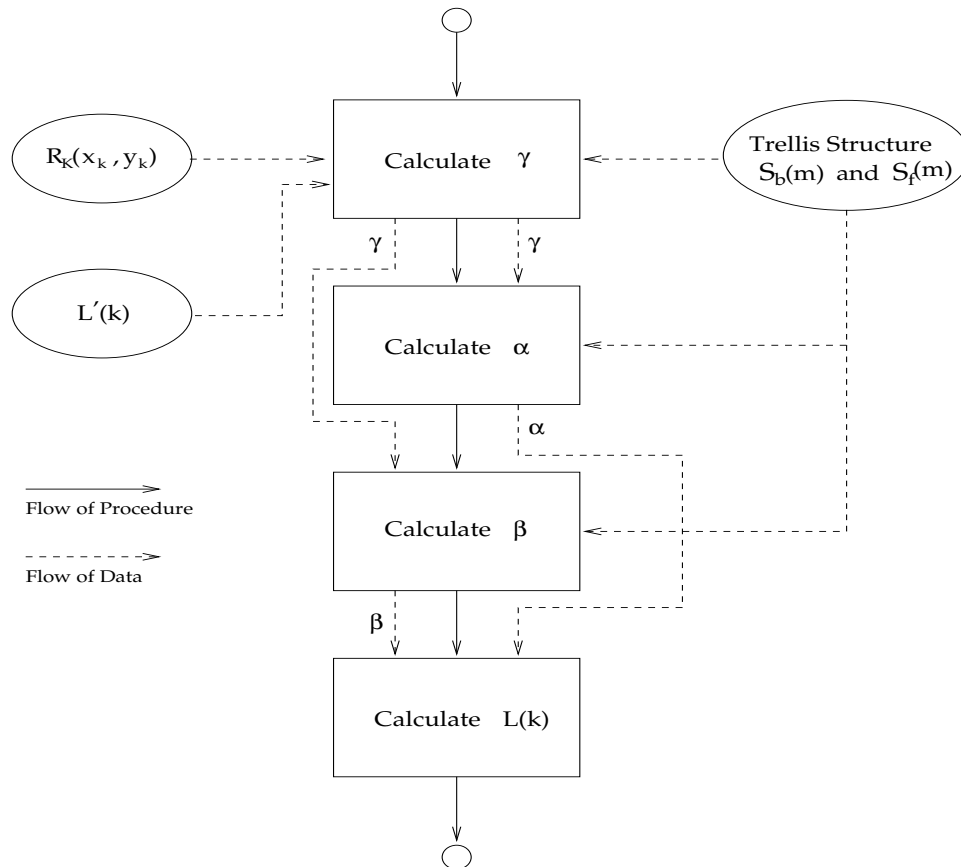 R_K(x_k, y_k)
Calculate γ
Trellis Structure
S_b(m) and S_f(m)
γ
γ
L′(k)
Calculate α
α
Flow of Procedure
Calculate β
Flow of Data
β
Calculate L(k)